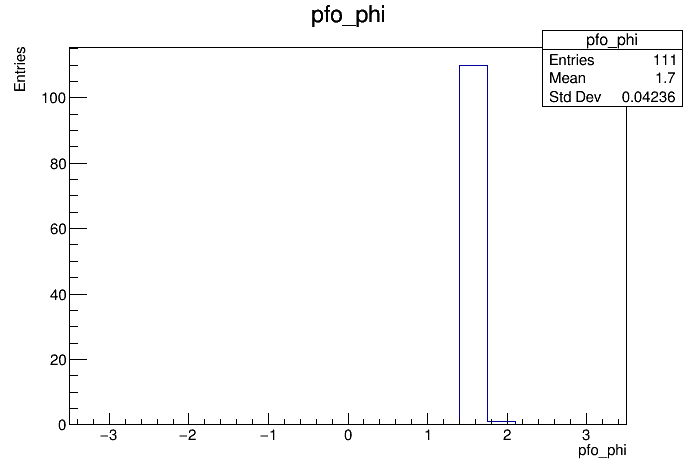 pfo_phi
pfo_phi
Entries 111
Mean 1.7
Std Dev 0.04236
Entries
100
80
60
40
20
0
−3 −2 −1 0 1 2 3
pfo_phi